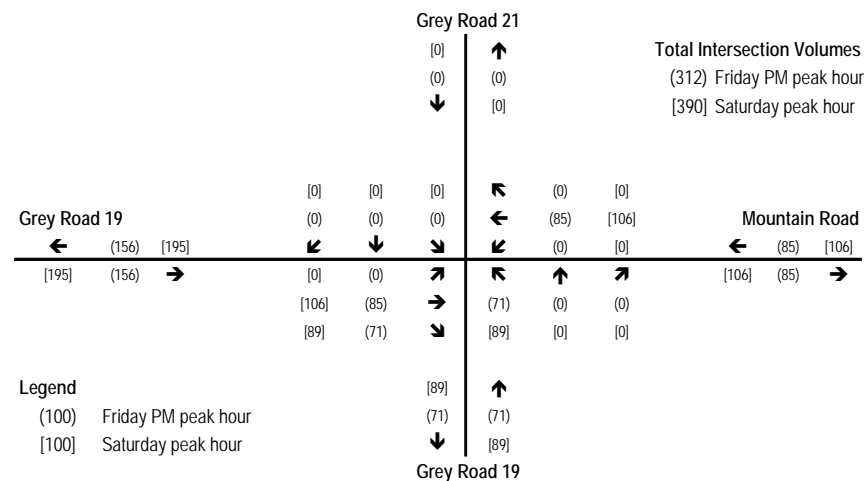 Grey Road 21
[0]
Total Intersection Volumes
(0) (0) (312) Friday PM peak hour
[0] [390] Saturday peak hour
[0] [0] [0] (0) [0]
Grey Road 19 (0) (0) (0) (85) [106] Mountain Road
(156) [195] (0) [0] (85) [106]
[195] (156) [0] (0) [106] (85)
[106] (85) (71) (0) (0)
[89] (71) [89] [0] [0]
Legend [89]
(100) Friday PM peak hour (71) (71)
[100] Saturday peak hour [89]
Grey Road 19